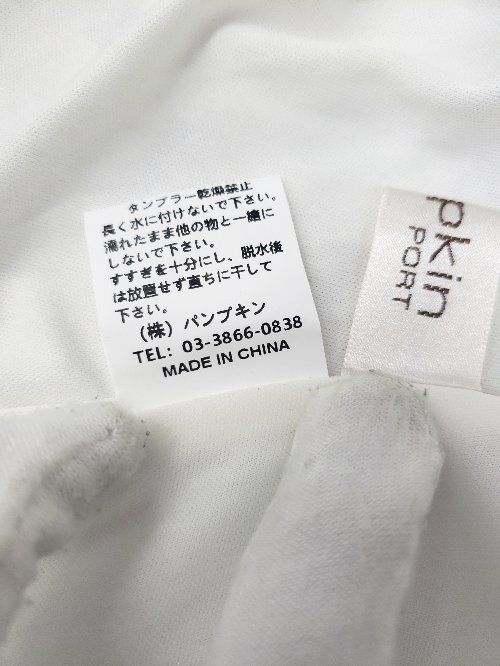 タンブラー乾燥禁止
長く水に付けないで下さい。
濡れたまま他の物と一緒に
しないで下さい。
すすぎを十分にし、脱水後
は放置せず直ちに干して
下さい。
（株）パンプキン
TEL: 03-3866-0838
MADE IN CHINA
pkin
PORT